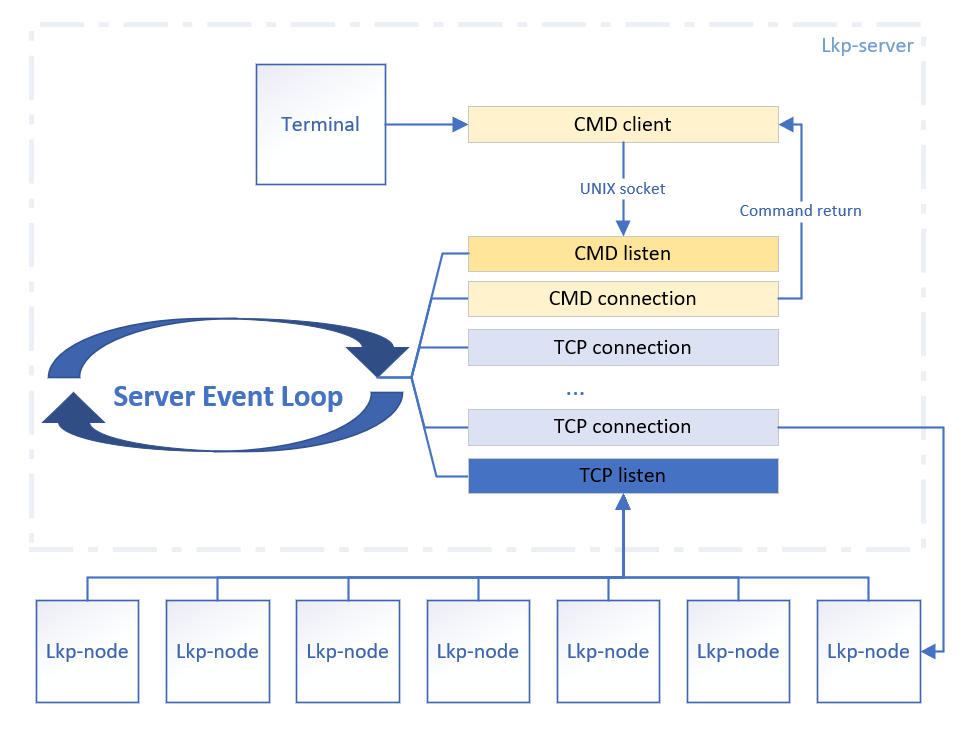 Lkp-server
Terminal
CMD client
UNIX socket
Command return
CMD listen
CMD connection
TCP connection
Server Event Loop
...
TCP connection
TCP listen
Lkp-node
Lkp-node
Lkp-node
Lkp-node
Lkp-node
Lkp-node
Lkp-node